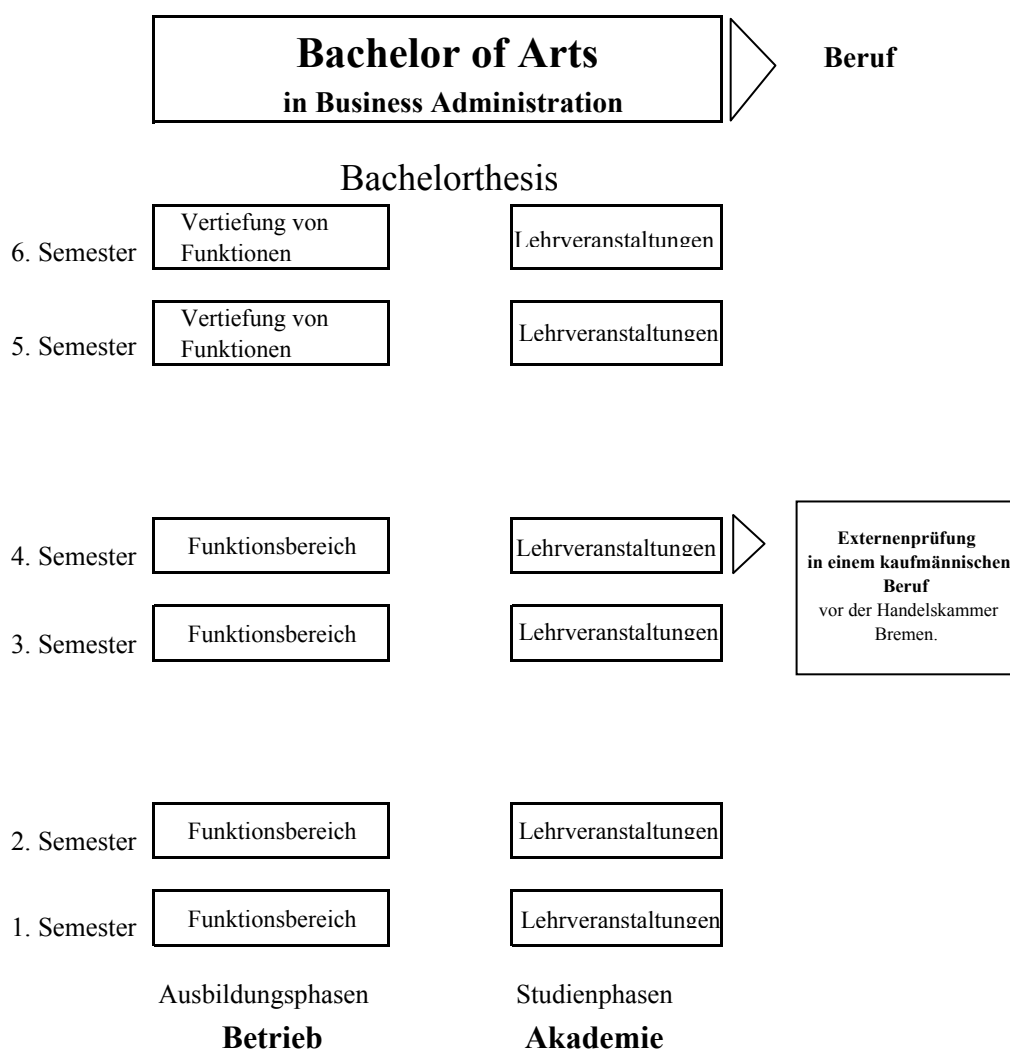 Bachelor of Arts
in Business Administration
Beruf
Bachelorthesis
6. Semester
Vertiefung von
Funktionen
Lehrveranstaltungen
5. Semester
Vertiefung von
Funktionen
Lehrveranstaltungen
4. Semester
Funktionsbereich
Lehrveranstaltungen
Externenprüfung
in einem kaufmännischen
Beruf
vor der Handelskammer
Bremen.
3. Semester
Funktionsbereich
Lehrveranstaltungen
2. Semester
Funktionsbereich
Lehrveranstaltungen
1. Semester
Funktionsbereich
Lehrveranstaltungen
Ausbildungsphasen
Studienphasen
Betrieb
Akademie